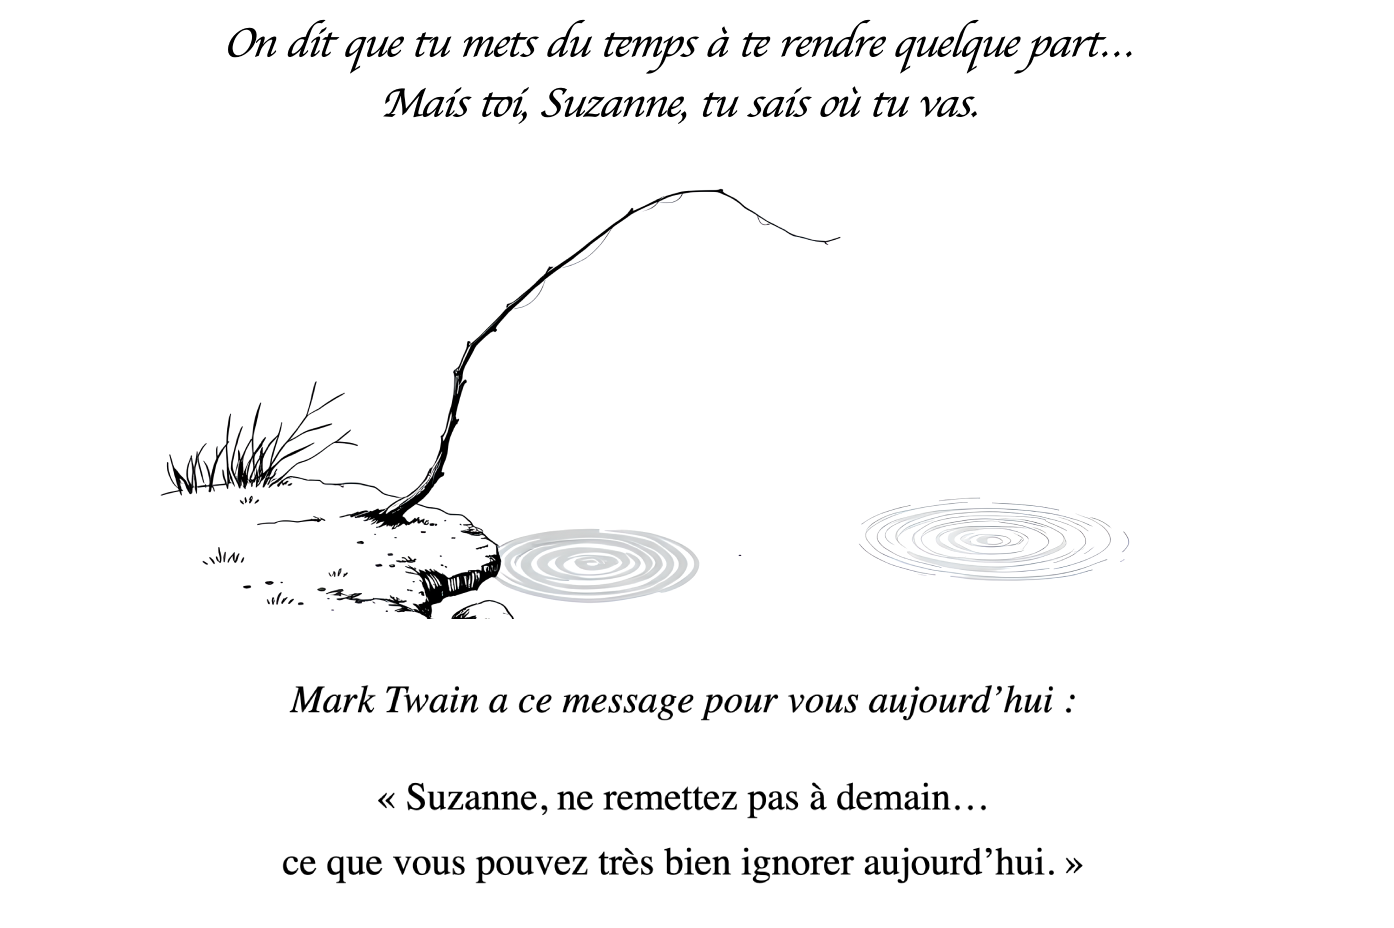 On dit que tu mets du temps à te rendre quelque part…
Mais toi, Suzanne, tu sais où tu vas.
Mark Twain a ce message pour vous aujourd’hui :
« Suzanne, ne remettez pas à demain…
ce que vous pouvez très bien ignorer aujourd’hui. »